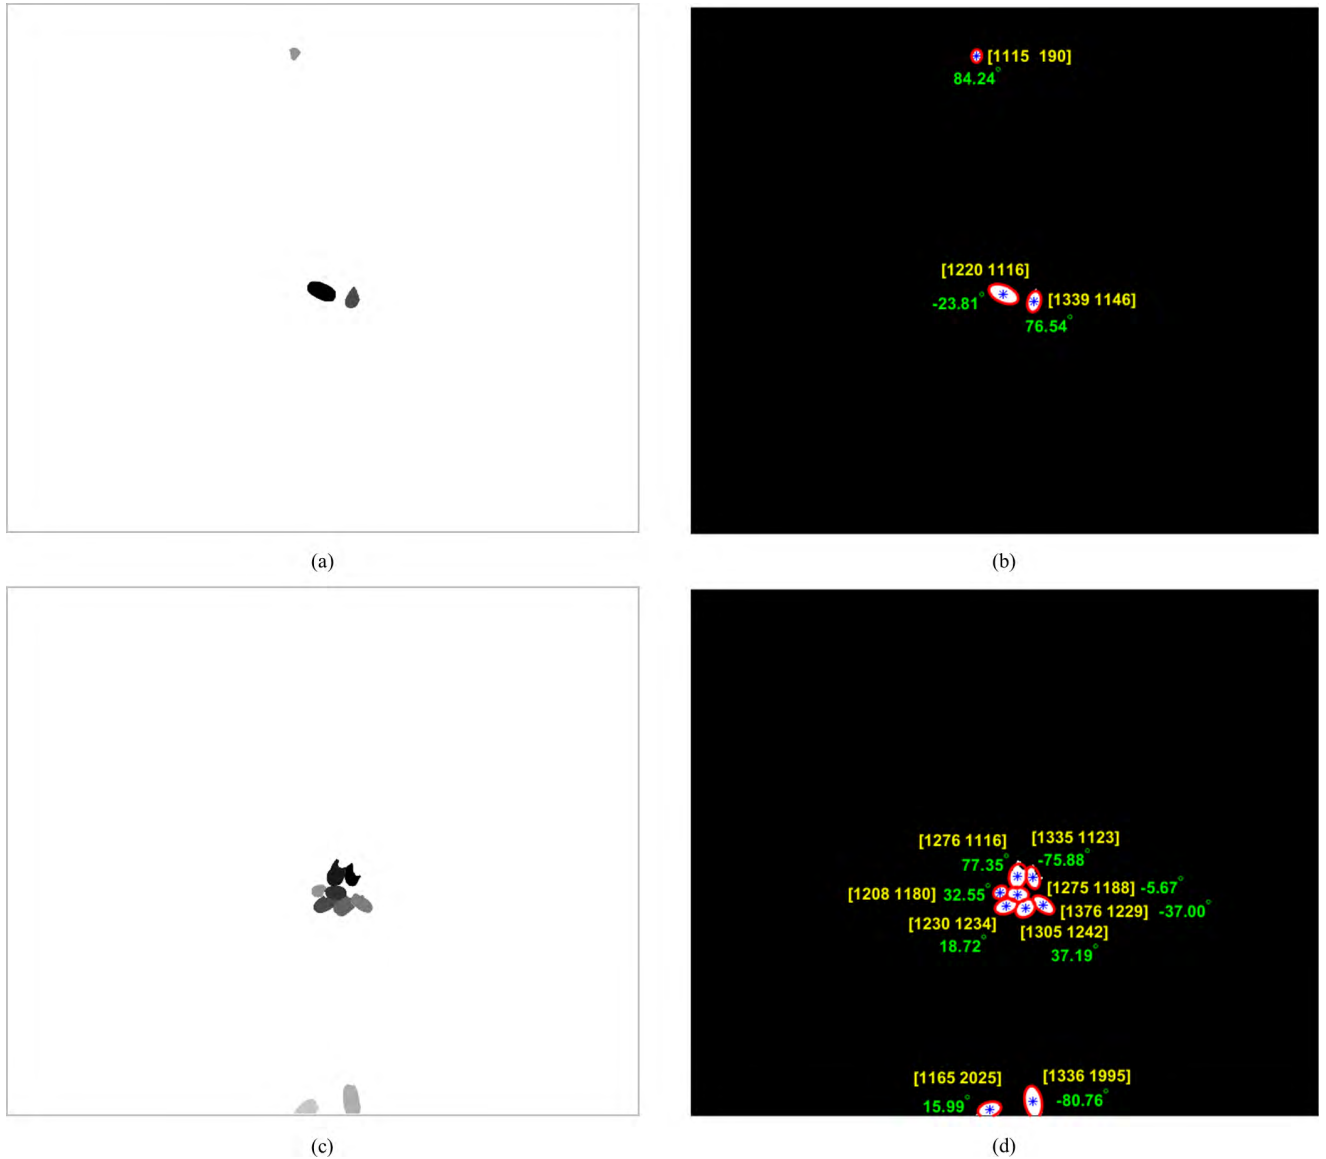 [1115 190]
84.24°
[1220 1116]
-23.81°
[1339 1146]
76.54°
(a)
(b)
[1276 1116]
[1335 1123]
77.35°
-75.88°
[1208 1180] 32.55°
[1275 1188] -5.67°
[1376 1229] -37.00°
[1230 1234]
18.72°
[1305 1242]
37.19°
[1165 2025]
[1336 1995]
15.99°
-80.76°
(c)
(d)